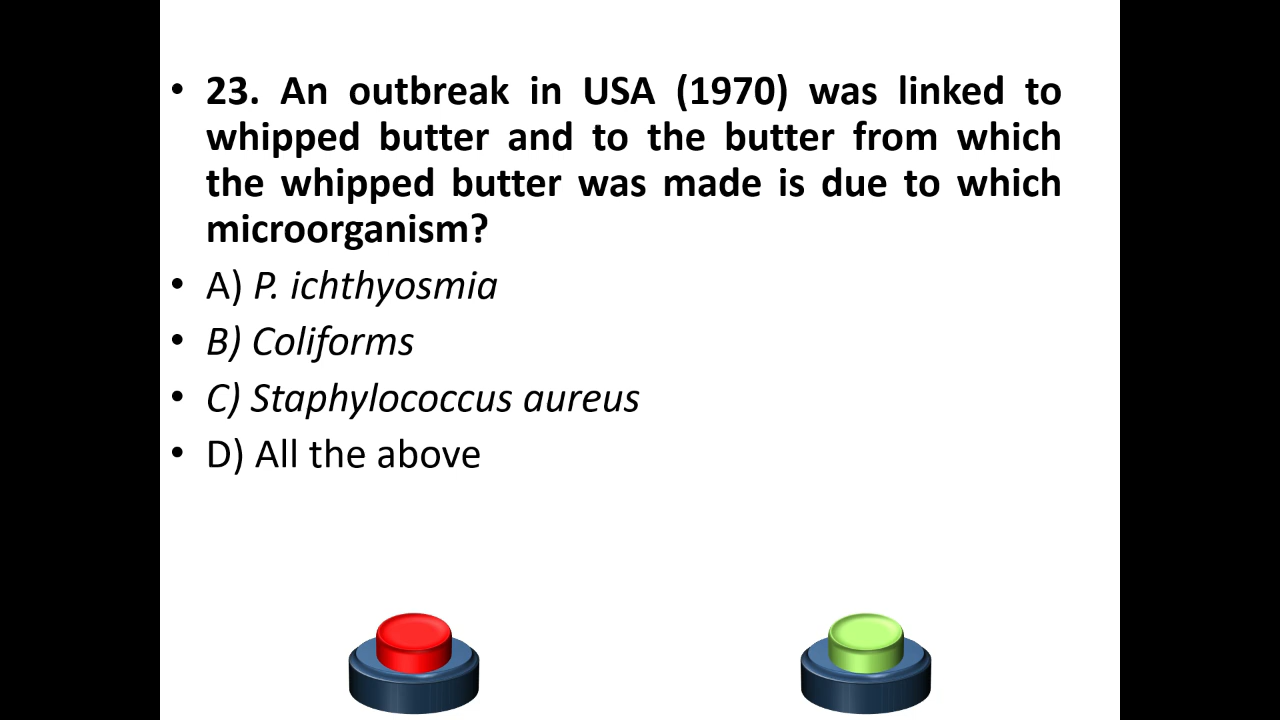 • 23. An outbreak in USA (1970) was linked to
whipped butter and to the butter from which
the whipped butter was made is due to which
microorganism?
• A) P. ichthyosmia
• B) Coliforms
• C) Staphylococcus aureus
• D) All the above